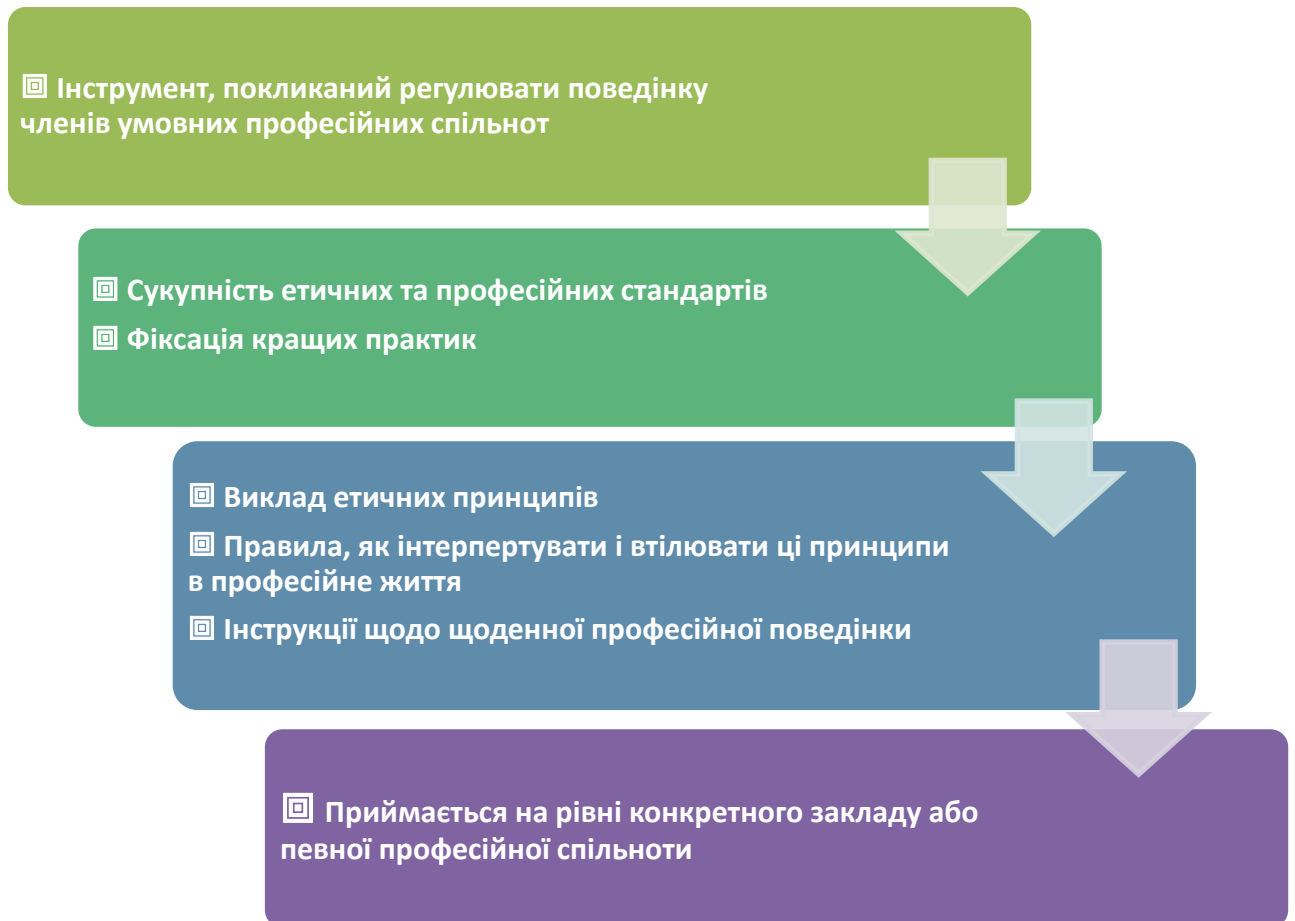 ▣ Інструмент, покликаний регулювати поведінку
членів умовних професійних спільнот
▣ Сукупність етичних та професійних стандартів
▣ Фіксація кращих практик
▣ Виклад етичних принципів
▣ Правила, як інтерпертувати і втілювати ці принципи
в професійне життя
▣ Інструкції щодо щоденної професійної поведінки
▣ Приймається на рівні конкретного закладу або
певної професійної спільноти